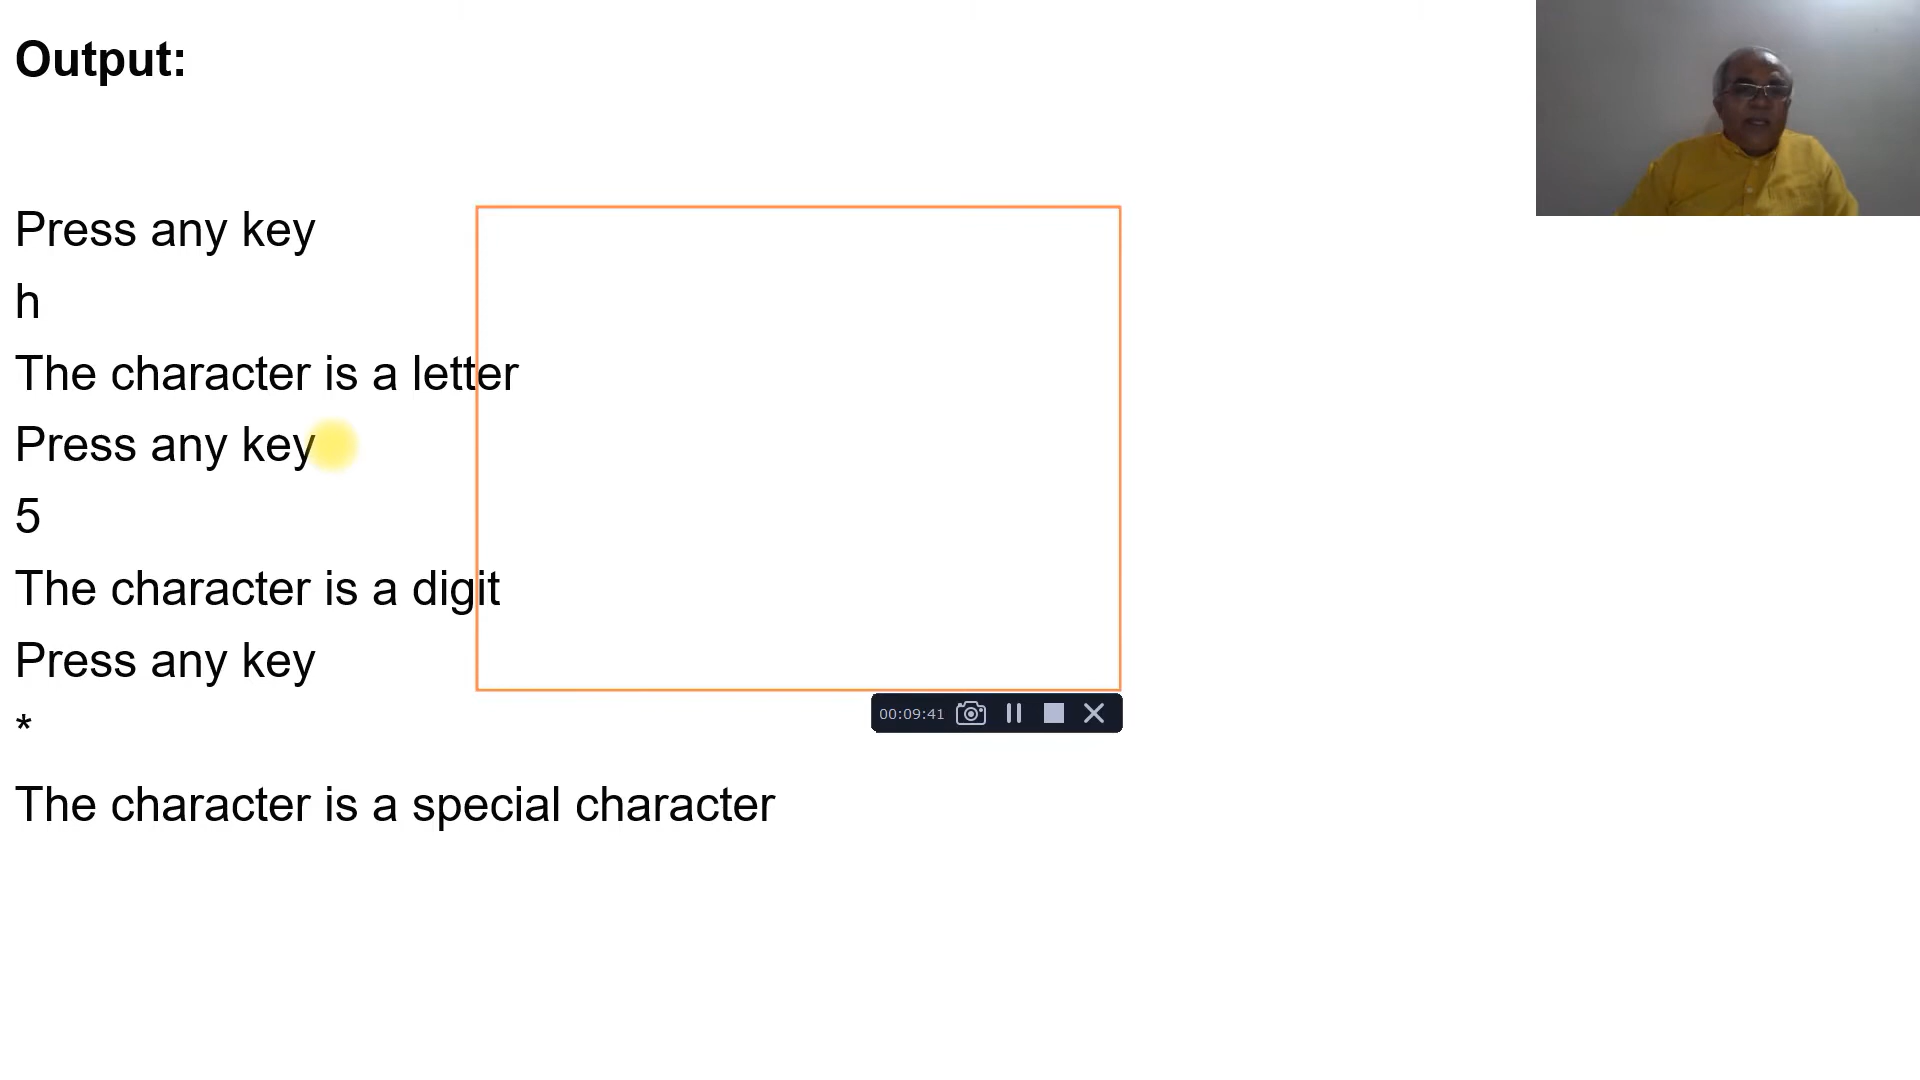 Output:
Press any key
h
The character is a letter
Press any key
5
The character is a digit
Press any key
*
00:09:41
The character is a special character